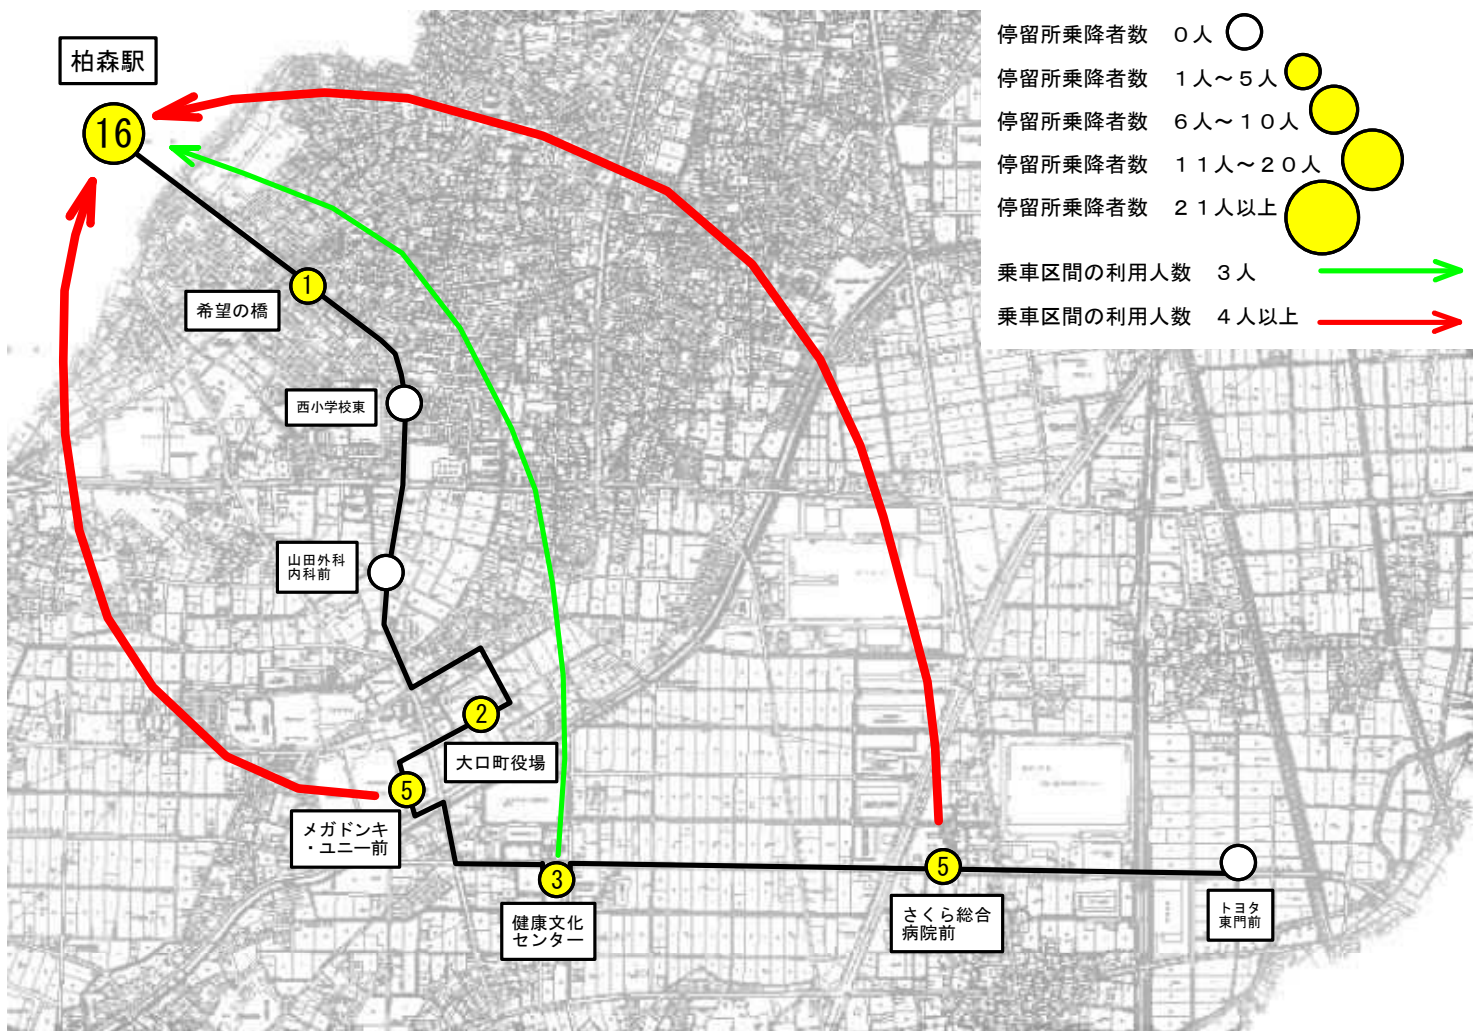 停留所乗降者数　０人
停留所乗降者数　１人～５人
停留所乗降者数　６人～１０人
停留所乗降者数　１１人～２０人
停留所乗降者数　２１人以上
乗車区間の利用人数　３人
乗車区間の利用人数　４人以上
柏森駅
16
1
希望の橋
西小学校東
山田外科
内科前
2
大口町役場
5
メガドンキ
・ユニー前
3
健康文化
センター
5
さくら総合
病院前
トヨタ
東門前